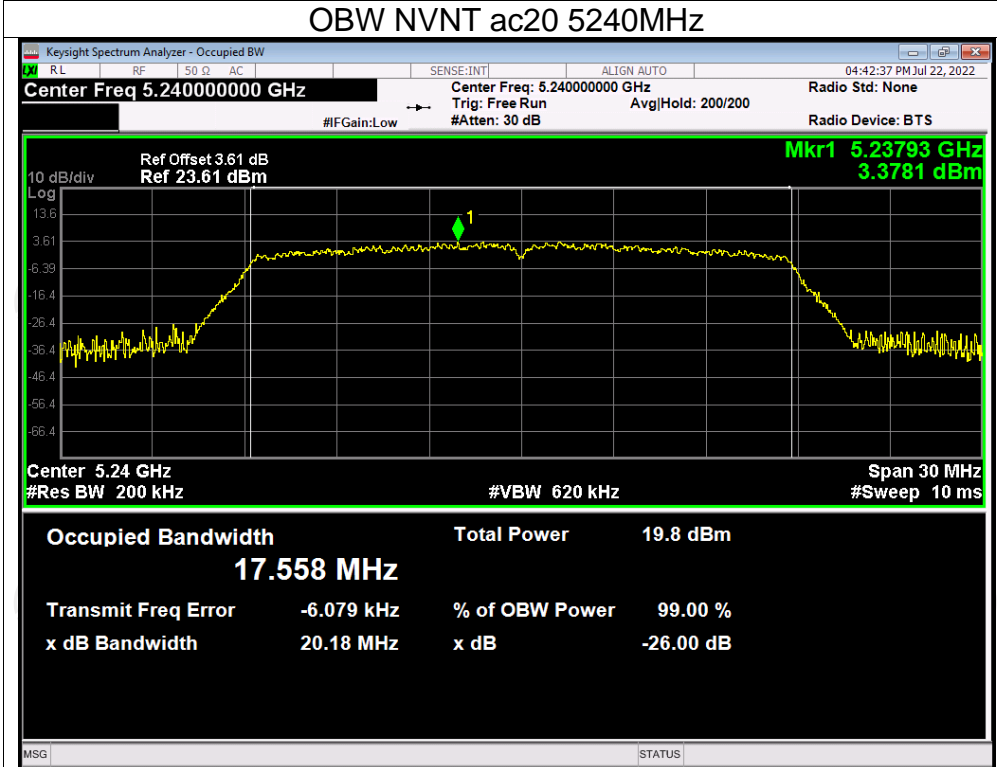 OBW NVNT ac20 5240MHz
Keysight Spectrum Analyzer - Occupied BW
LXI RL RF 50 Ω AC SENSE:INT ALIGN AUTO 04:42:37 PM Jul 22, 2022
Center Freq 5.240000000 GHz Center Freq: 5.240000000 GHz Radio Std: None
Trig: Free Run Avg|Hold: 200/200
#IFGain:Low #Atten: 30 dB Radio Device: BTS
Mkr1 5.23793 GHz
3.3781 dBm
Ref Offset 3.61 dB
10 dB/div Ref 23.61 dBm
Log
13.6
1
3.61
-6.39
-16.4
-26.4
-36.4
-46.4
-56.4
-66.4
Center 5.24 GHz Span 30 MHz
#Res BW 200 kHz #VBW 620 kHz #Sweep 10 ms
Occupied Bandwidth Total Power 19.8 dBm
17.558 MHz
Transmit Freq Error -6.079 kHz % of OBW Power 99.00 %
x dB Bandwidth 20.18 MHz x dB -26.00 dB
MSG STATUS